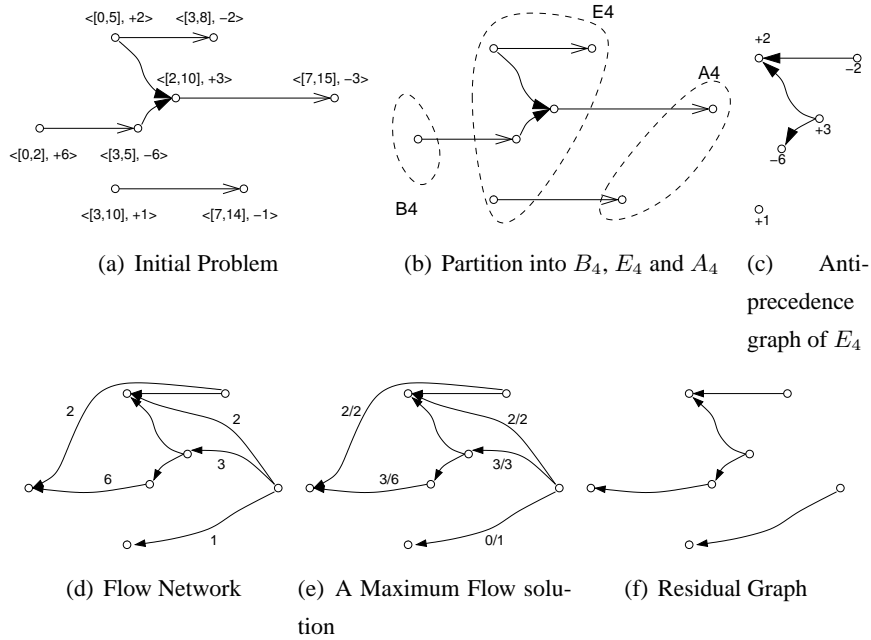 <[0,5], +2>
<[3,8], −2>
<[2,10], +3>
<[7,15], −3>
<[0,2], +6>
<[3,5], −6>
<[3,10], +1>
<[7,14], −1>
E4
A4
B4
+2
−2
+3
−6
+1
(a) Initial Problem
(b) Partition into B₄, E₄ and A₄
(c) Anti-
precedence
graph of E₄
2
2
3
6
1
2/2
2/2
3/3
3/6
0/1
(d) Flow Network
(e) A Maximum Flow solu-
tion
(f) Residual Graph